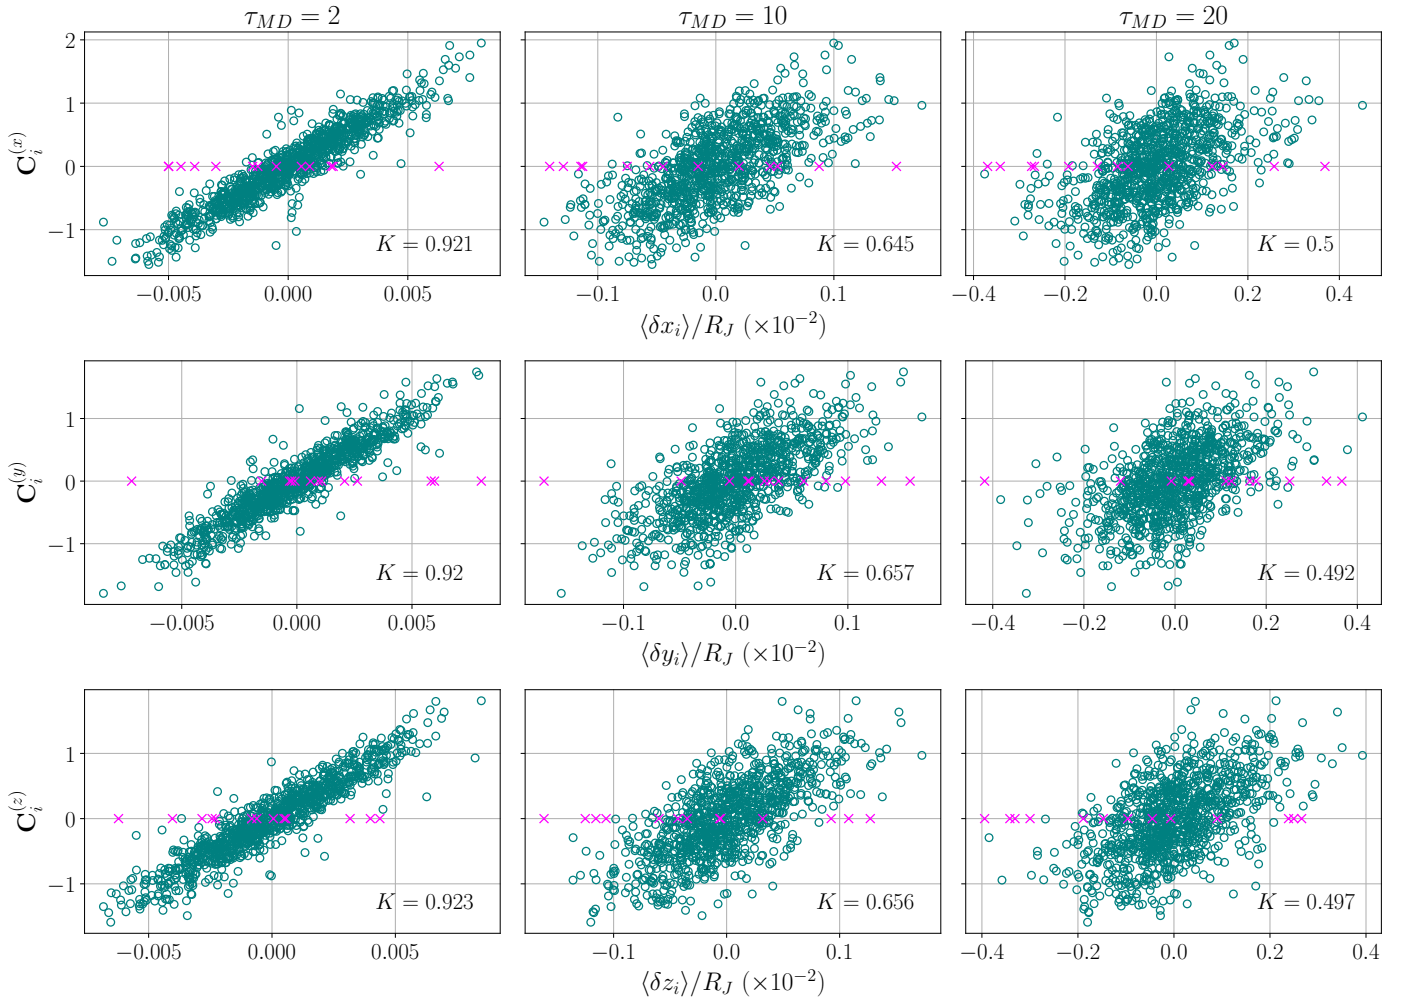 τ_MD = 2 τ_MD = 10 τ_MD = 20
2
1
0
−1
C_i^(x)
K = 0.921 K = 0.645 K = 0.5
−0.005 0.000 0.005 −0.1 0.0 0.1 −0.4 −0.2 0.0 0.2 0.4
⟨δx_i⟩/R_J (×10^−2)
1
0
−1
C_i^(y)
K = 0.92 K = 0.657 K = 0.492
−0.005 0.000 0.005 −0.1 0.0 0.1 −0.4 −0.2 0.0 0.2 0.4
⟨δy_i⟩/R_J (×10^−2)
1
0
−1
C_i^(z)
K = 0.923 K = 0.656 K = 0.497
−0.005 0.000 0.005 −0.1 0.0 0.1 −0.4 −0.2 0.0 0.2 0.4
⟨δz_i⟩/R_J (×10^−2)